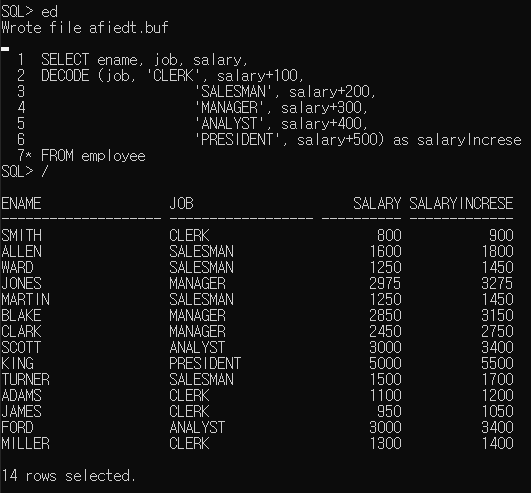 SQL> ed
Wrote file afiedt.buf
1 SELECT ename, job, salary,
2 DECODE (job, 'CLERK', salary+100,
3 'SALESMAN', salary+200,
4 'MANAGER', salary+300,
5 'ANALYST', salary+400,
6 'PRESIDENT', salary+500) as salaryIncrese
7* FROM employee
SQL> /
ENAME JOB SALARY SALARYINCRESE
-------------------- ------------------ ---------- -------------
SMITH CLERK 800 900
ALLEN SALESMAN 1600 1800
WARD SALESMAN 1250 1450
JONES MANAGER 2975 3275
MARTIN SALESMAN 1250 1450
BLAKE MANAGER 2850 3150
CLARK MANAGER 2450 2750
SCOTT ANALYST 3000 3400
KING PRESIDENT 5000 5500
TURNER SALESMAN 1500 1700
ADAMS CLERK 1100 1200
JAMES CLERK 950 1050
FORD ANALYST 3000 3400
MILLER CLERK 1300 1400
14 rows selected.